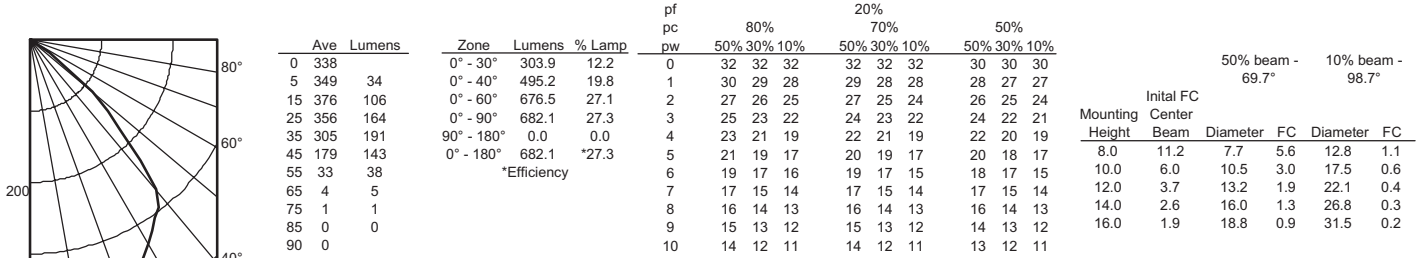 80°
60°
200
40°
Ave Lumens
0 338
5 349 34
15 376 106
25 356 164
35 305 191
45 179 143
55 33 38
65 4 5
75 1 1
85 0 0
90 0
Zone Lumens % Lamp
0° - 30° 303.9 12.2
0° - 40° 495.2 19.8
0° - 60° 676.5 27.1
0° - 90° 682.1 27.3
90° - 180° 0.0 0.0
0° - 180° 682.1 *27.3
*Efficiency
pf 20%
pc 80% 70% 50%
pw 50% 30% 10% 50% 30% 10% 50% 30% 10%
0 32 32 32 32 32 32 30 30 30
1 30 29 28 29 28 28 28 27 27
2 27 26 25 27 25 24 26 25 24
3 25 23 22 24 23 22 24 22 21
4 23 21 19 22 21 19 22 20 19
5 21 19 17 20 19 17 20 18 17
6 19 17 16 19 17 15 18 17 15
7 17 15 14 17 15 14 17 15 14
8 16 14 13 16 14 13 16 14 13
9 15 13 12 15 13 12 14 13 12
10 14 12 11 14 12 11 13 12 11
50% beam - 10% beam -
69.7° 98.7°
Inital FC
Mounting Center
Height Beam Diameter FC Diameter FC
8.0 11.2 7.7 5.6 12.8 1.1
10.0 6.0 10.5 3.0 17.5 0.6
12.0 3.7 13.2 1.9 22.1 0.4
14.0 2.6 16.0 1.3 26.8 0.3
16.0 1.9 18.8 0.9 31.5 0.2